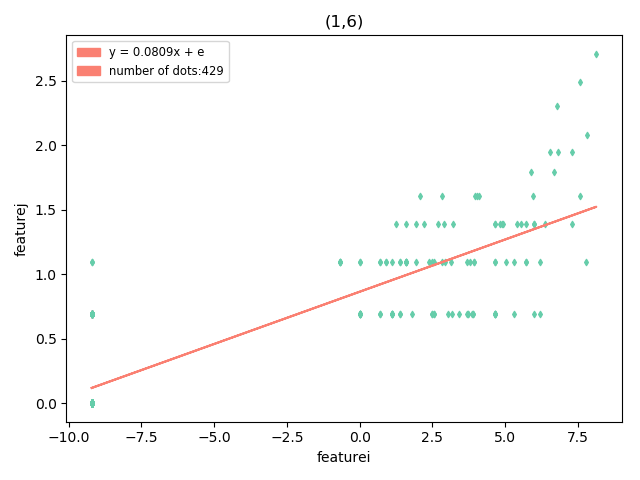 (1,6)
y = 0.0809x + e
number of dots:429
2.5
2.0
1.5
1.0
0.5
0.0
featurej
−10.0 −7.5 −5.0 −2.5 0.0 2.5 5.0 7.5
featurei